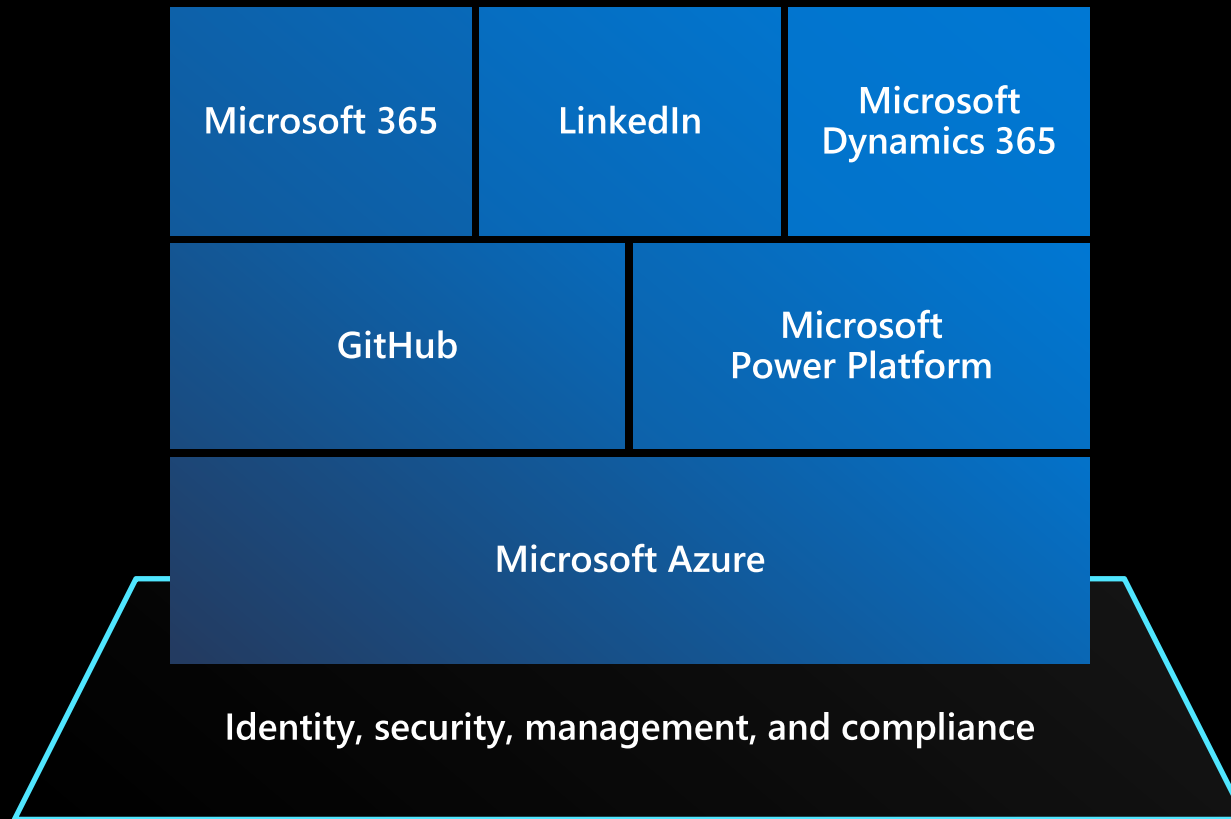 Microsoft 365
LinkedIn
Microsoft
Dynamics 365
GitHub
Microsoft
Power Platform
Microsoft Azure
Identity, security, management, and compliance